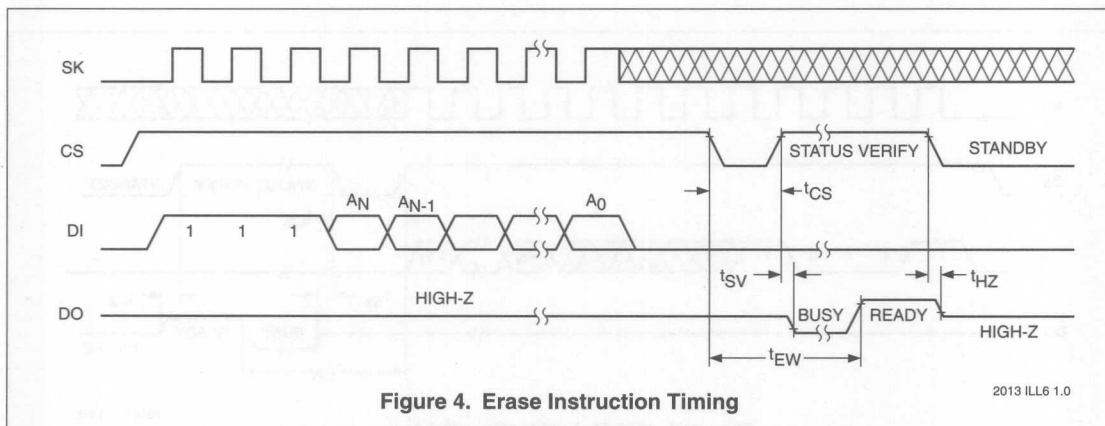 SK
CS
STATUS VERIFY
STANDBY
tCS
AN
AN-1
A0
DI
1 1 1
tSV
tHZ
HIGH-Z
DO
BUSY
READY
HIGH-Z
tEW
2013 ILL6 1.0
Figure 4. Erase Instruction Timing